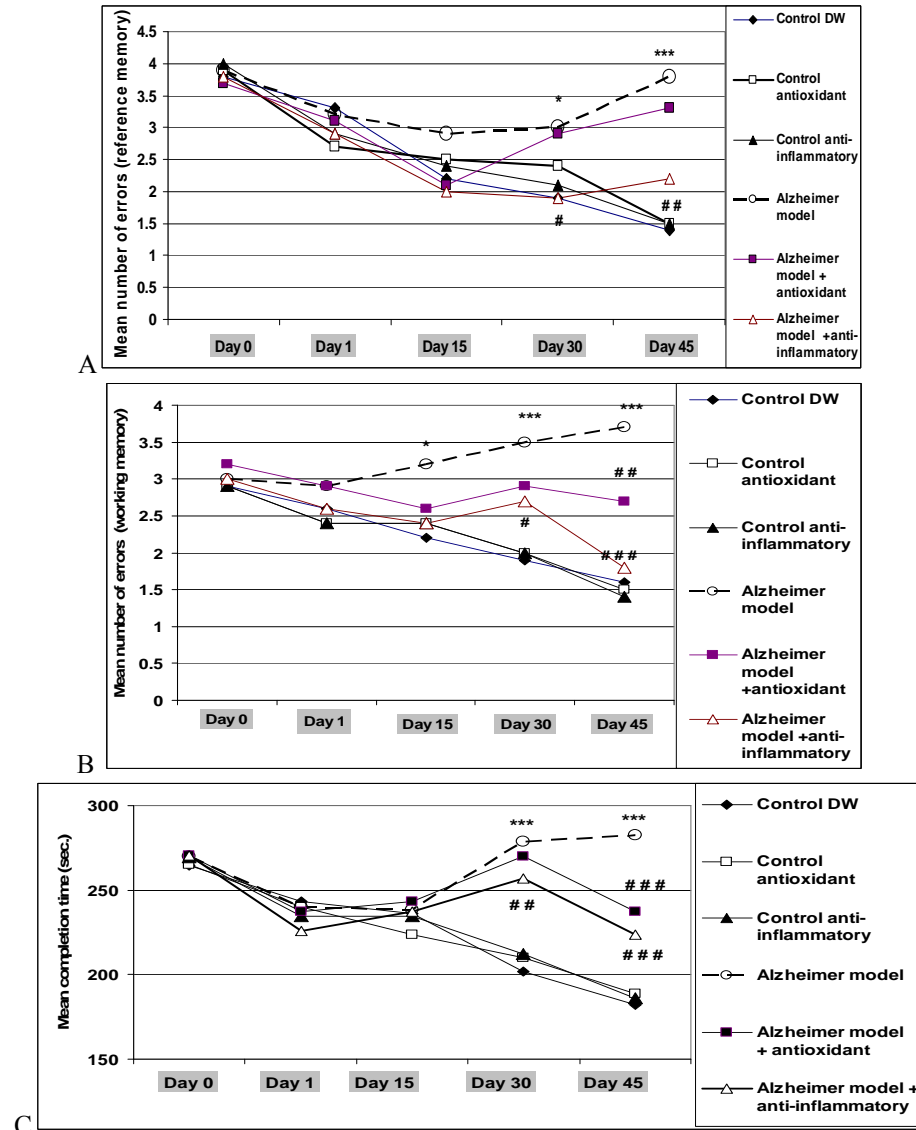 Mean number of errors (reference memory)
4.5
4
3.5
3
2.5
2
1.5
1
0.5
0
***
*
#
# #
Day 0 Day 1 Day 15 Day 30 Day 45
Control DW
Control
antioxidant
Control anti-
inflammatory
Alzheimer
model
Alzheimer
model +
antioxidant
Alzheimer
model +anti-
inflammatory
A
Mean number of errors (working memory)
4
3.5
3
2.5
2
1.5
1
0.5
0
*
***
***
# #
#
# # #
Day 0 Day 1 Day 15 Day 30 Day 45
Control DW
Control
antioxidant
Control anti-
inflammatory
Alzheimer
model
Alzheimer
model
+antioxidant
Alzheimer
model +anti-
inflammatory
B
Mean completion time (sec.)
300
250
200
150
***
***
# #
# # #
# # #
Day 0 Day 1 Day 15 Day 30 Day 45
Control DW
Control
antioxidant
Control anti-
inflammatory
Alzheimer model
Alzheimer model
+ antioxidant
Alzheimer model +
anti-inflammatory
C